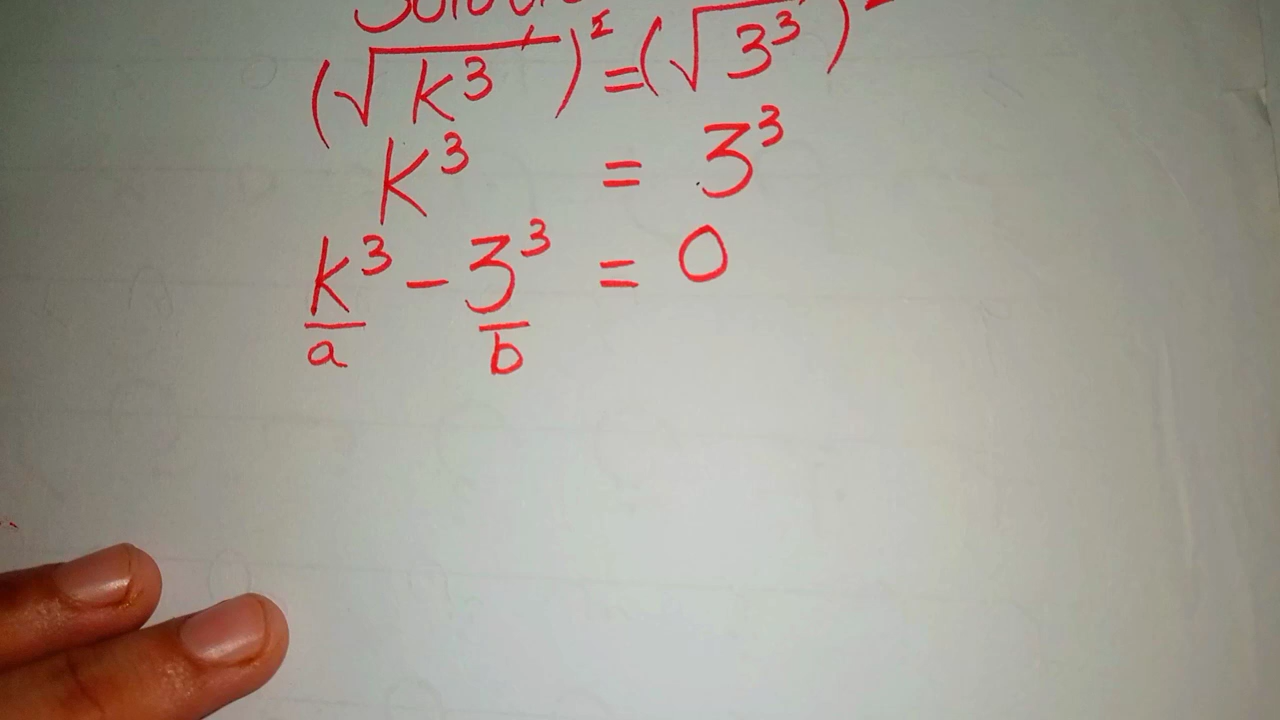 (√k³)² = (√3³)²
k³ = 3³
k³ - 3³ = 0
a b